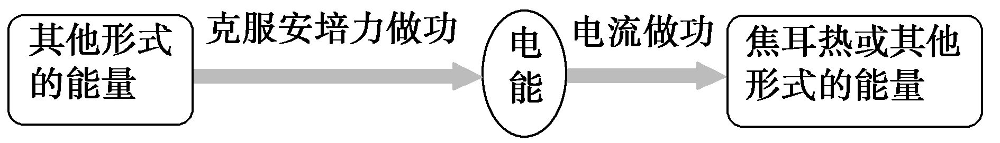 其他形式
的能量
克服安培力做功
电
能
电流做功
焦耳热或其他
形式的能量